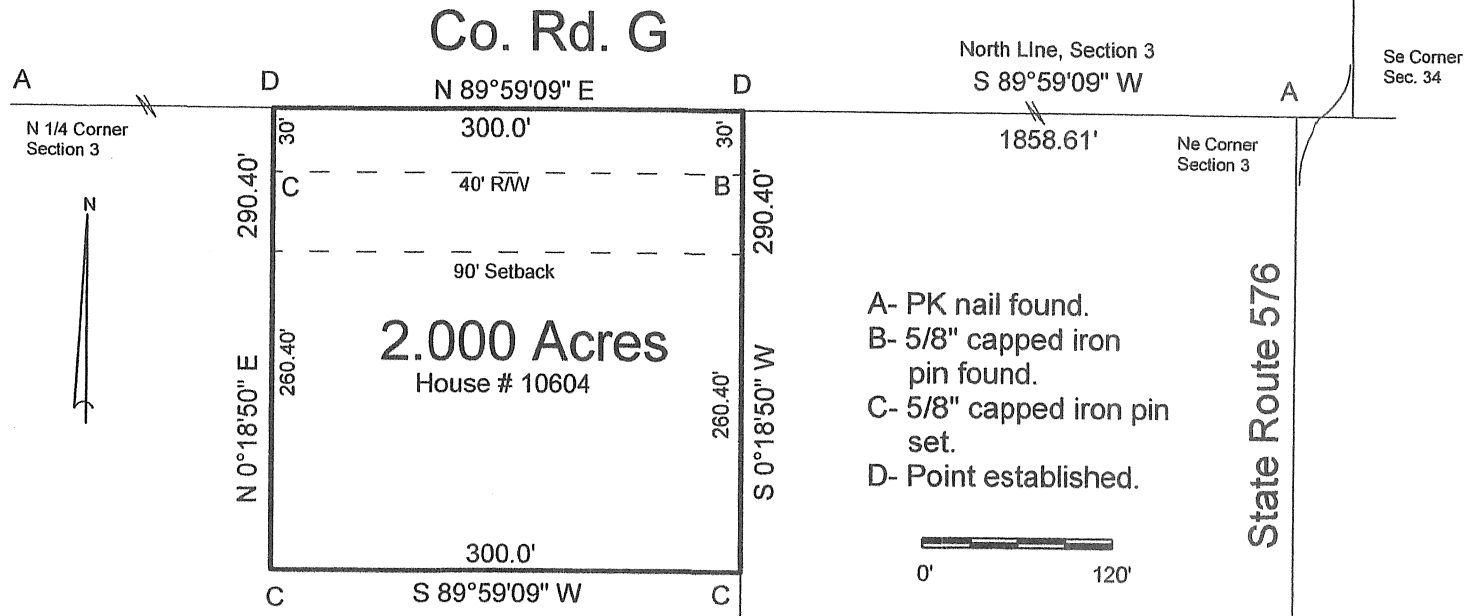 Co. Rd. G
North LIne, Section 3
S 89°59'09" W
Se Corner
Sec. 34
A
D
N 89°59'09" E
D
A
N 1/4 Corner
Section 3
30'
300.0'
30'
1858.61'
Ne Corner
Section 3
C
40' R/W
B
290.40'
290.40'
N
90' Setback
2.000 Acres
House # 10604
260.40'
260.40'
N 0°18'50" E
S 0°18'50" W
A- PK nail found.
B- 5/8" capped iron
pin found.
C- 5/8" capped iron pin
set.
D- Point established.
State Route 576
300.0'
C
S 89°59'09" W
C
0'
120'